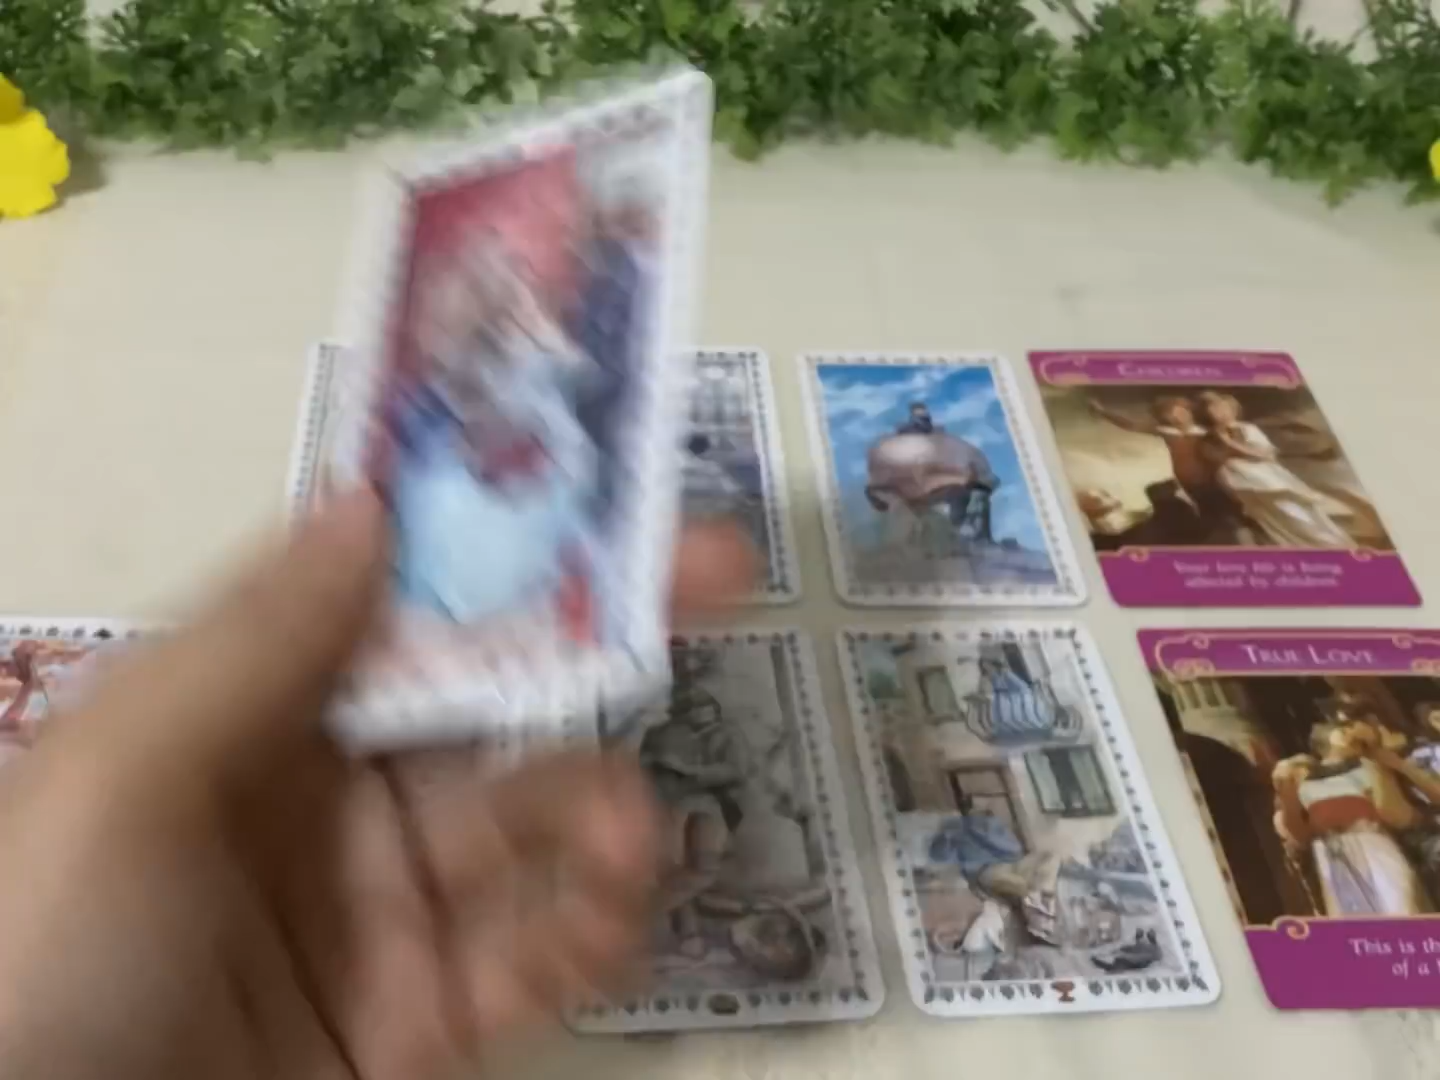 CHILDREN
Your love life is being
affected by children
TRUE LOVE
This is th
of a